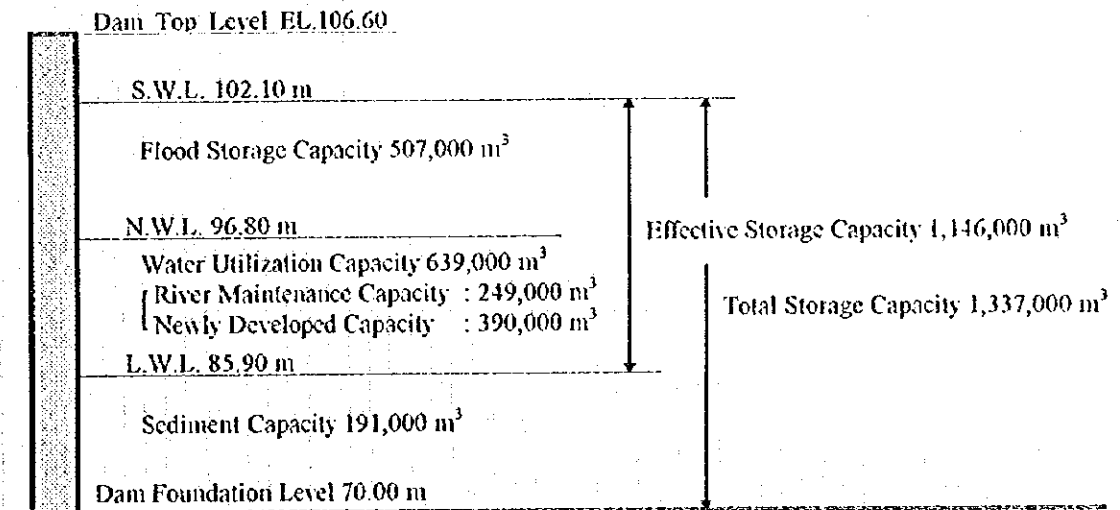 Dam Top Level EL.106.60
S.W.L. 102.10 m
Flood Storage Capacity 507,000 m³
N.W.L. 96.80 m
Effective Storage Capacity 1,146,000 m³
Water Utilization Capacity 639,000 m³
River Maintenance Capacity : 249,000 m³
Total Storage Capacity 1,337,000 m³
Newly Developed Capacity : 390,000 m³
L.W.L. 85.90 m
Sediment Capacity 191,000 m³
Dam Foundation Level 70.00 m